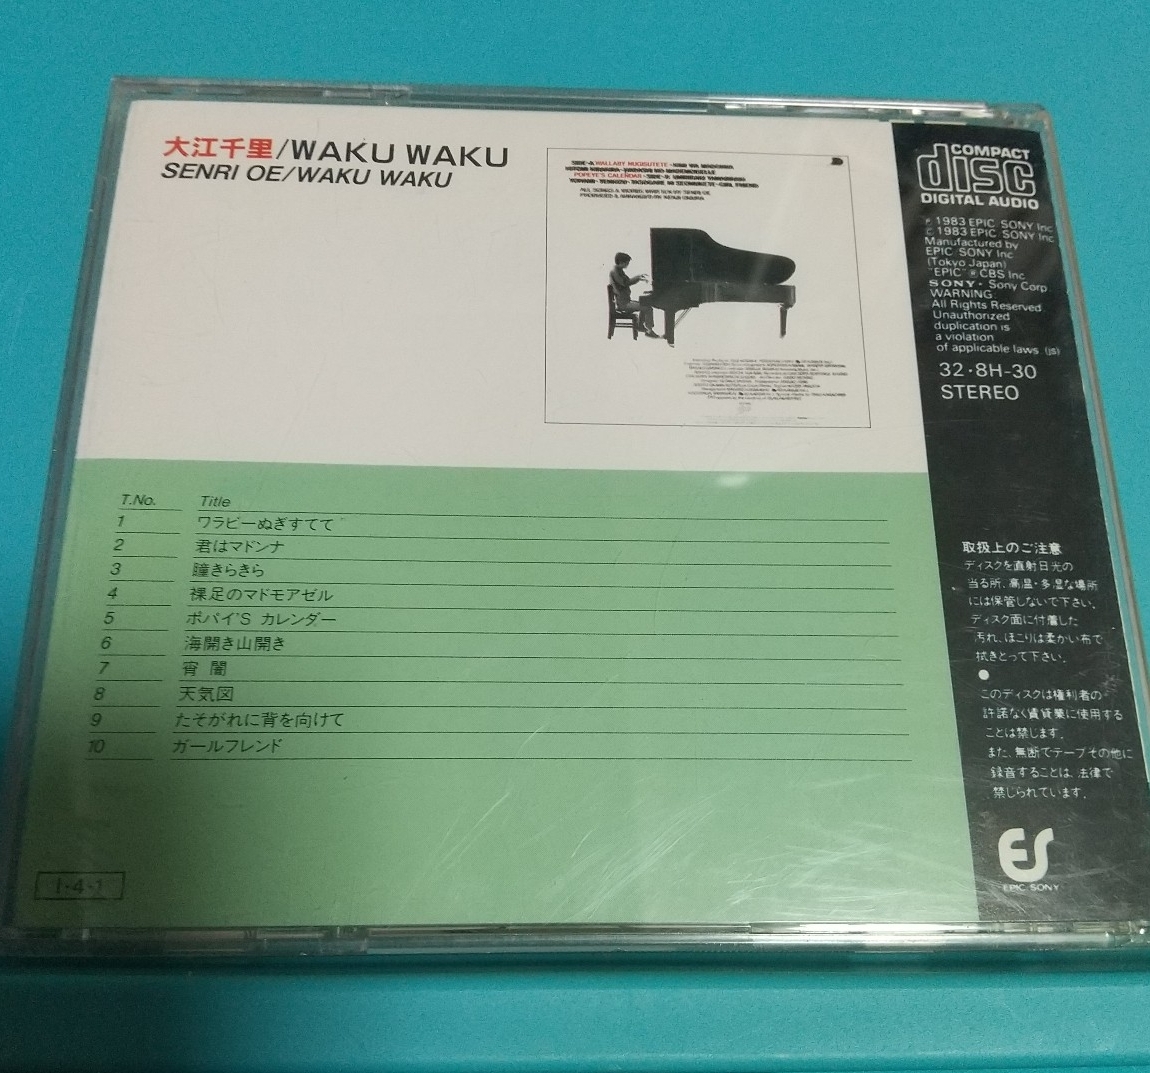 大江千里/WAKU WAKU
SENRI OE/WAKU WAKU
SIDE-A WALLABY NUGISUTETE
POPEYE'S CALENDAR
T.No. Title
1 ワラビーぬぎすてて
2 君はマドンナ
3 瞳きらきら
4 裸足のマドモアゼル
5 ポパイ'S カレンダー
6 海開き山開き
7 宵闇
8 天気図
9 たそがれに背を向けて
10 ガールフレンド
1-4-1
COMPACT
disc
DIGITAL AUDIO
℗ 1983 EPIC SONY Inc
© 1983 EPIC SONY Inc
Manufactured by
EPIC SONY Inc
(Tokyo Japan)
"EPIC" ® CBS Inc
SONY・Sony Corp
WARNING:
All Rights Reserved
Unauthorized
duplication is
a violation
of applicable laws (js)
32・8H-30
STEREO
取扱上のご注意
ディスクを直射日光の
当る所、高温・多湿な場所
には保管しないで下さい。
ディスク面に付着した
汚れ、ほこりは柔かい布で
拭きとって下さい。
●
このディスクは権利者の
許諾なく賃貸業に使用する
ことは禁じます。
また、無断でテープその他に
録音することは、法律で
禁じられています。
ES
EPIC SONY